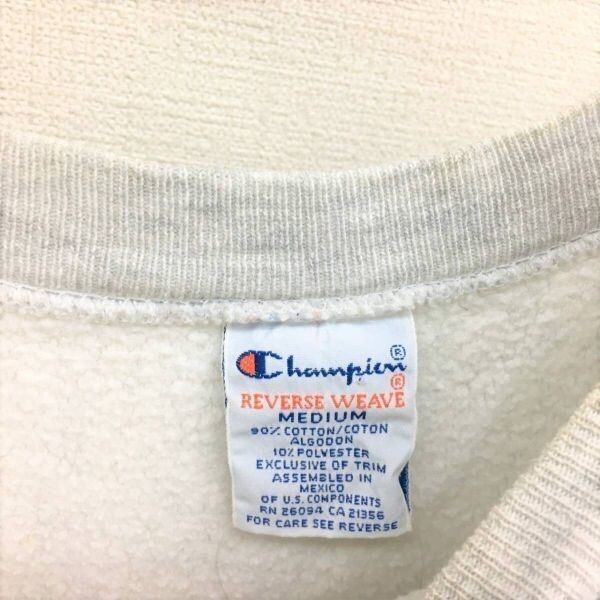 Champion®
REVERSE WEAVE®
MEDIUM
90% COTTON/COTON
ALGODON
10% POLYESTER
EXCLUSIVE OF TRIM
ASSEMBLED IN
MEXICO
OF U.S. COMPONENTS
RN 26094 CA 21356
FOR CARE SEE REVERSE